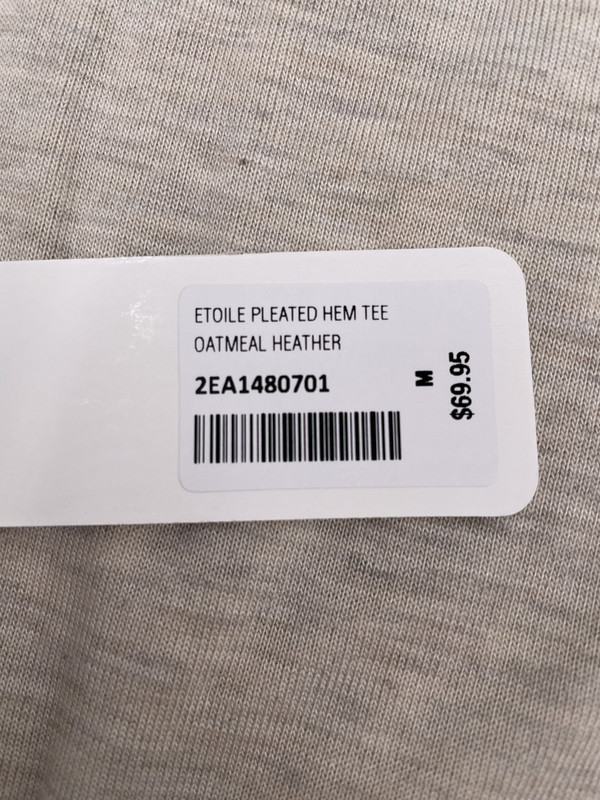 ETOILE PLEATED HEM TEE
OATMEAL HEATHER
2EA1480701
M
$69.95